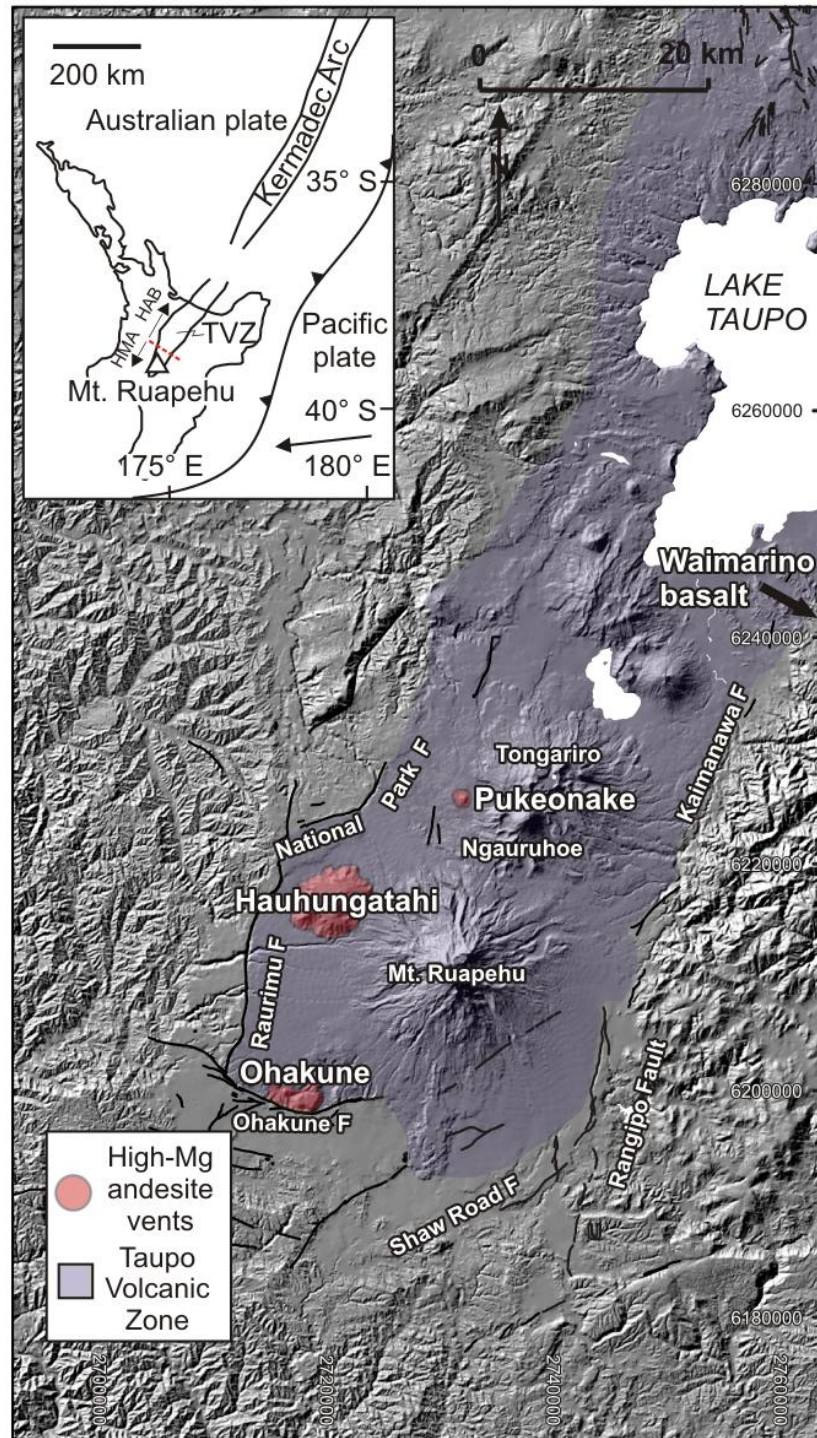 200 km
Australian plate
Kermadec Arc
35° S
HAB
HMA
TVZ
Pacific
plate
Mt. Ruapehu
40° S
175° E
180° E
0
20 km
N
6280000
LAKE
TAUPO
6260000
Waimarino
basalt
6240000
Kaimanawa F
Tongariro
Park F
Pukeonake
National
Ngauruhoe
6220000
Hauhungatahi
Mt. Ruapehu
Raurimu F
Ohakune
6200000
Ohakune F
Rangipo Fault
Shaw Road F
U
High-Mg
andesite
vents
Taupo
Volcanic
Zone
6180000
2700000
2720000
2740000
2760000